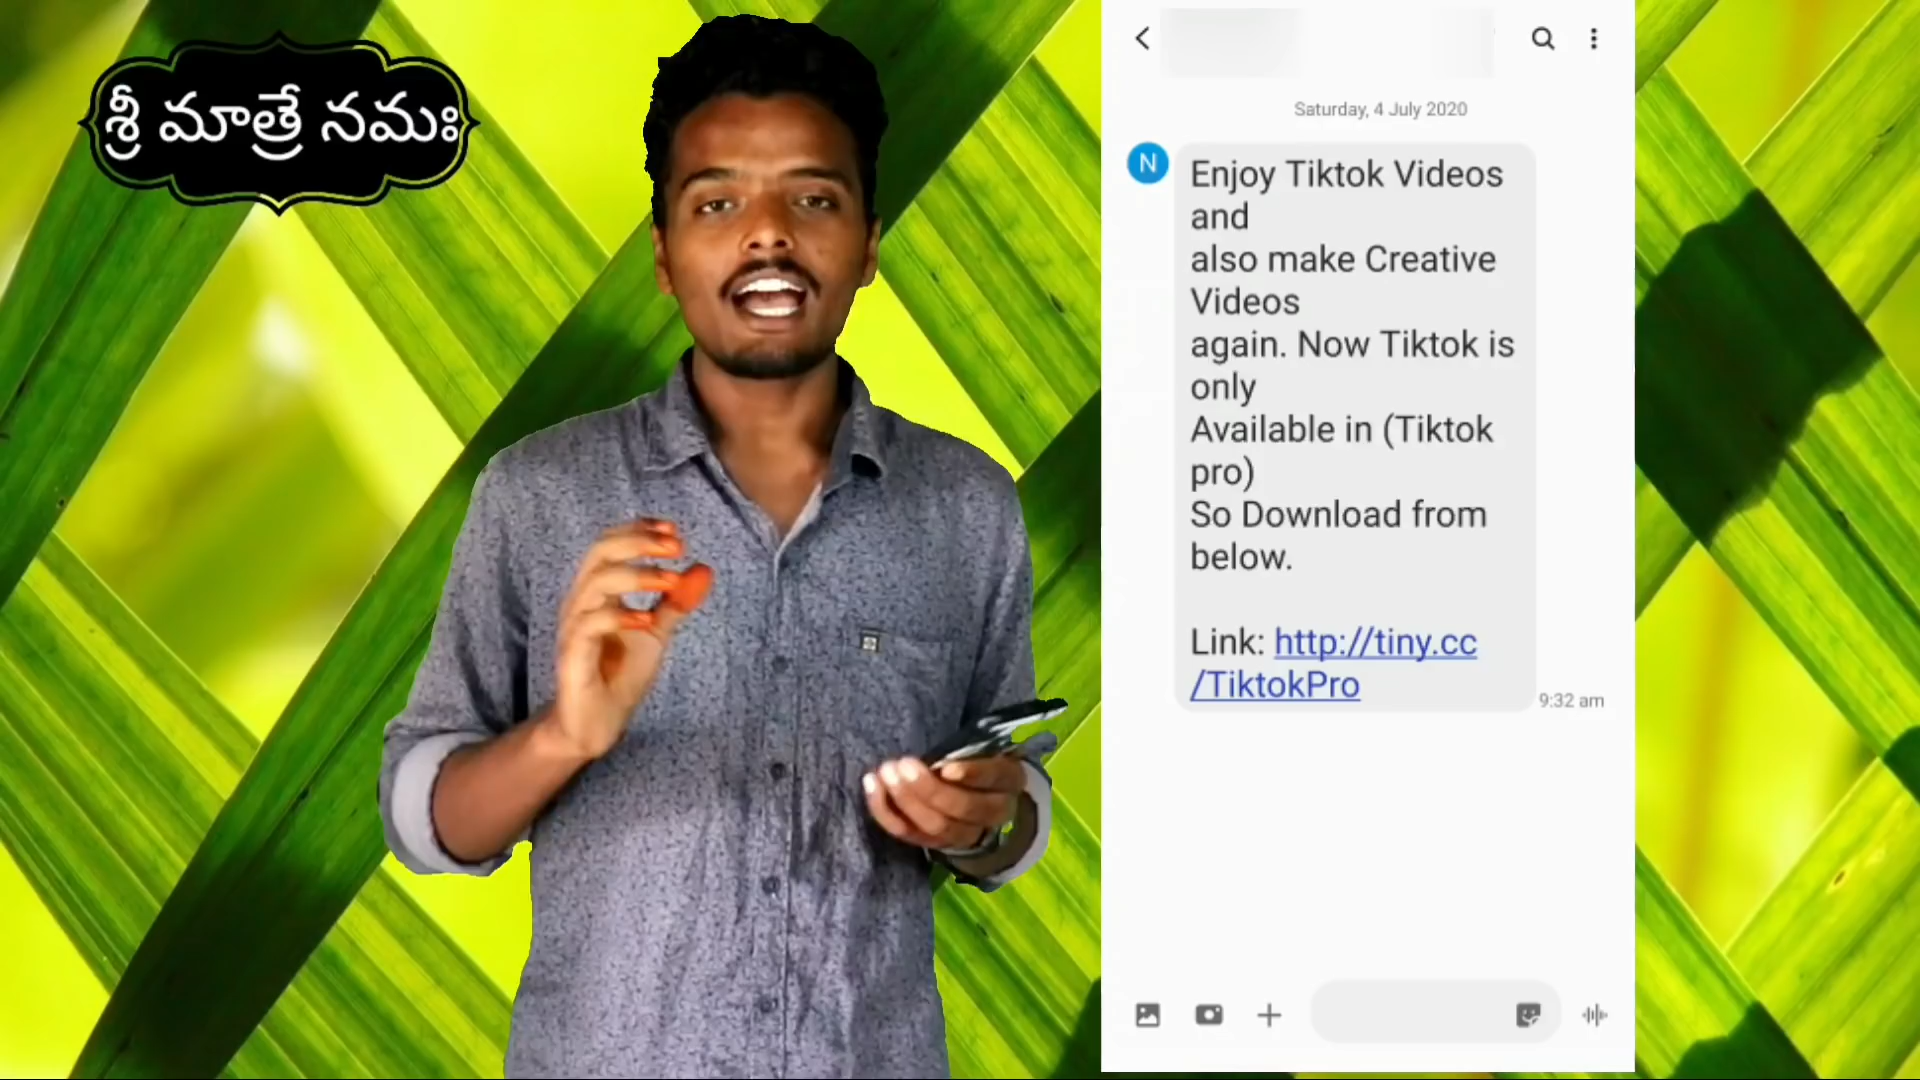 శ్రీ మాత్రే నమః
Saturday, 4 July 2020
N
Enjoy Tiktok Videos
and
also make Creative
Videos
again. Now Tiktok is
only
Available in (Tiktok
pro)
So Download from
below.
Link: http://tiny.cc
/TiktokPro
9:32 am